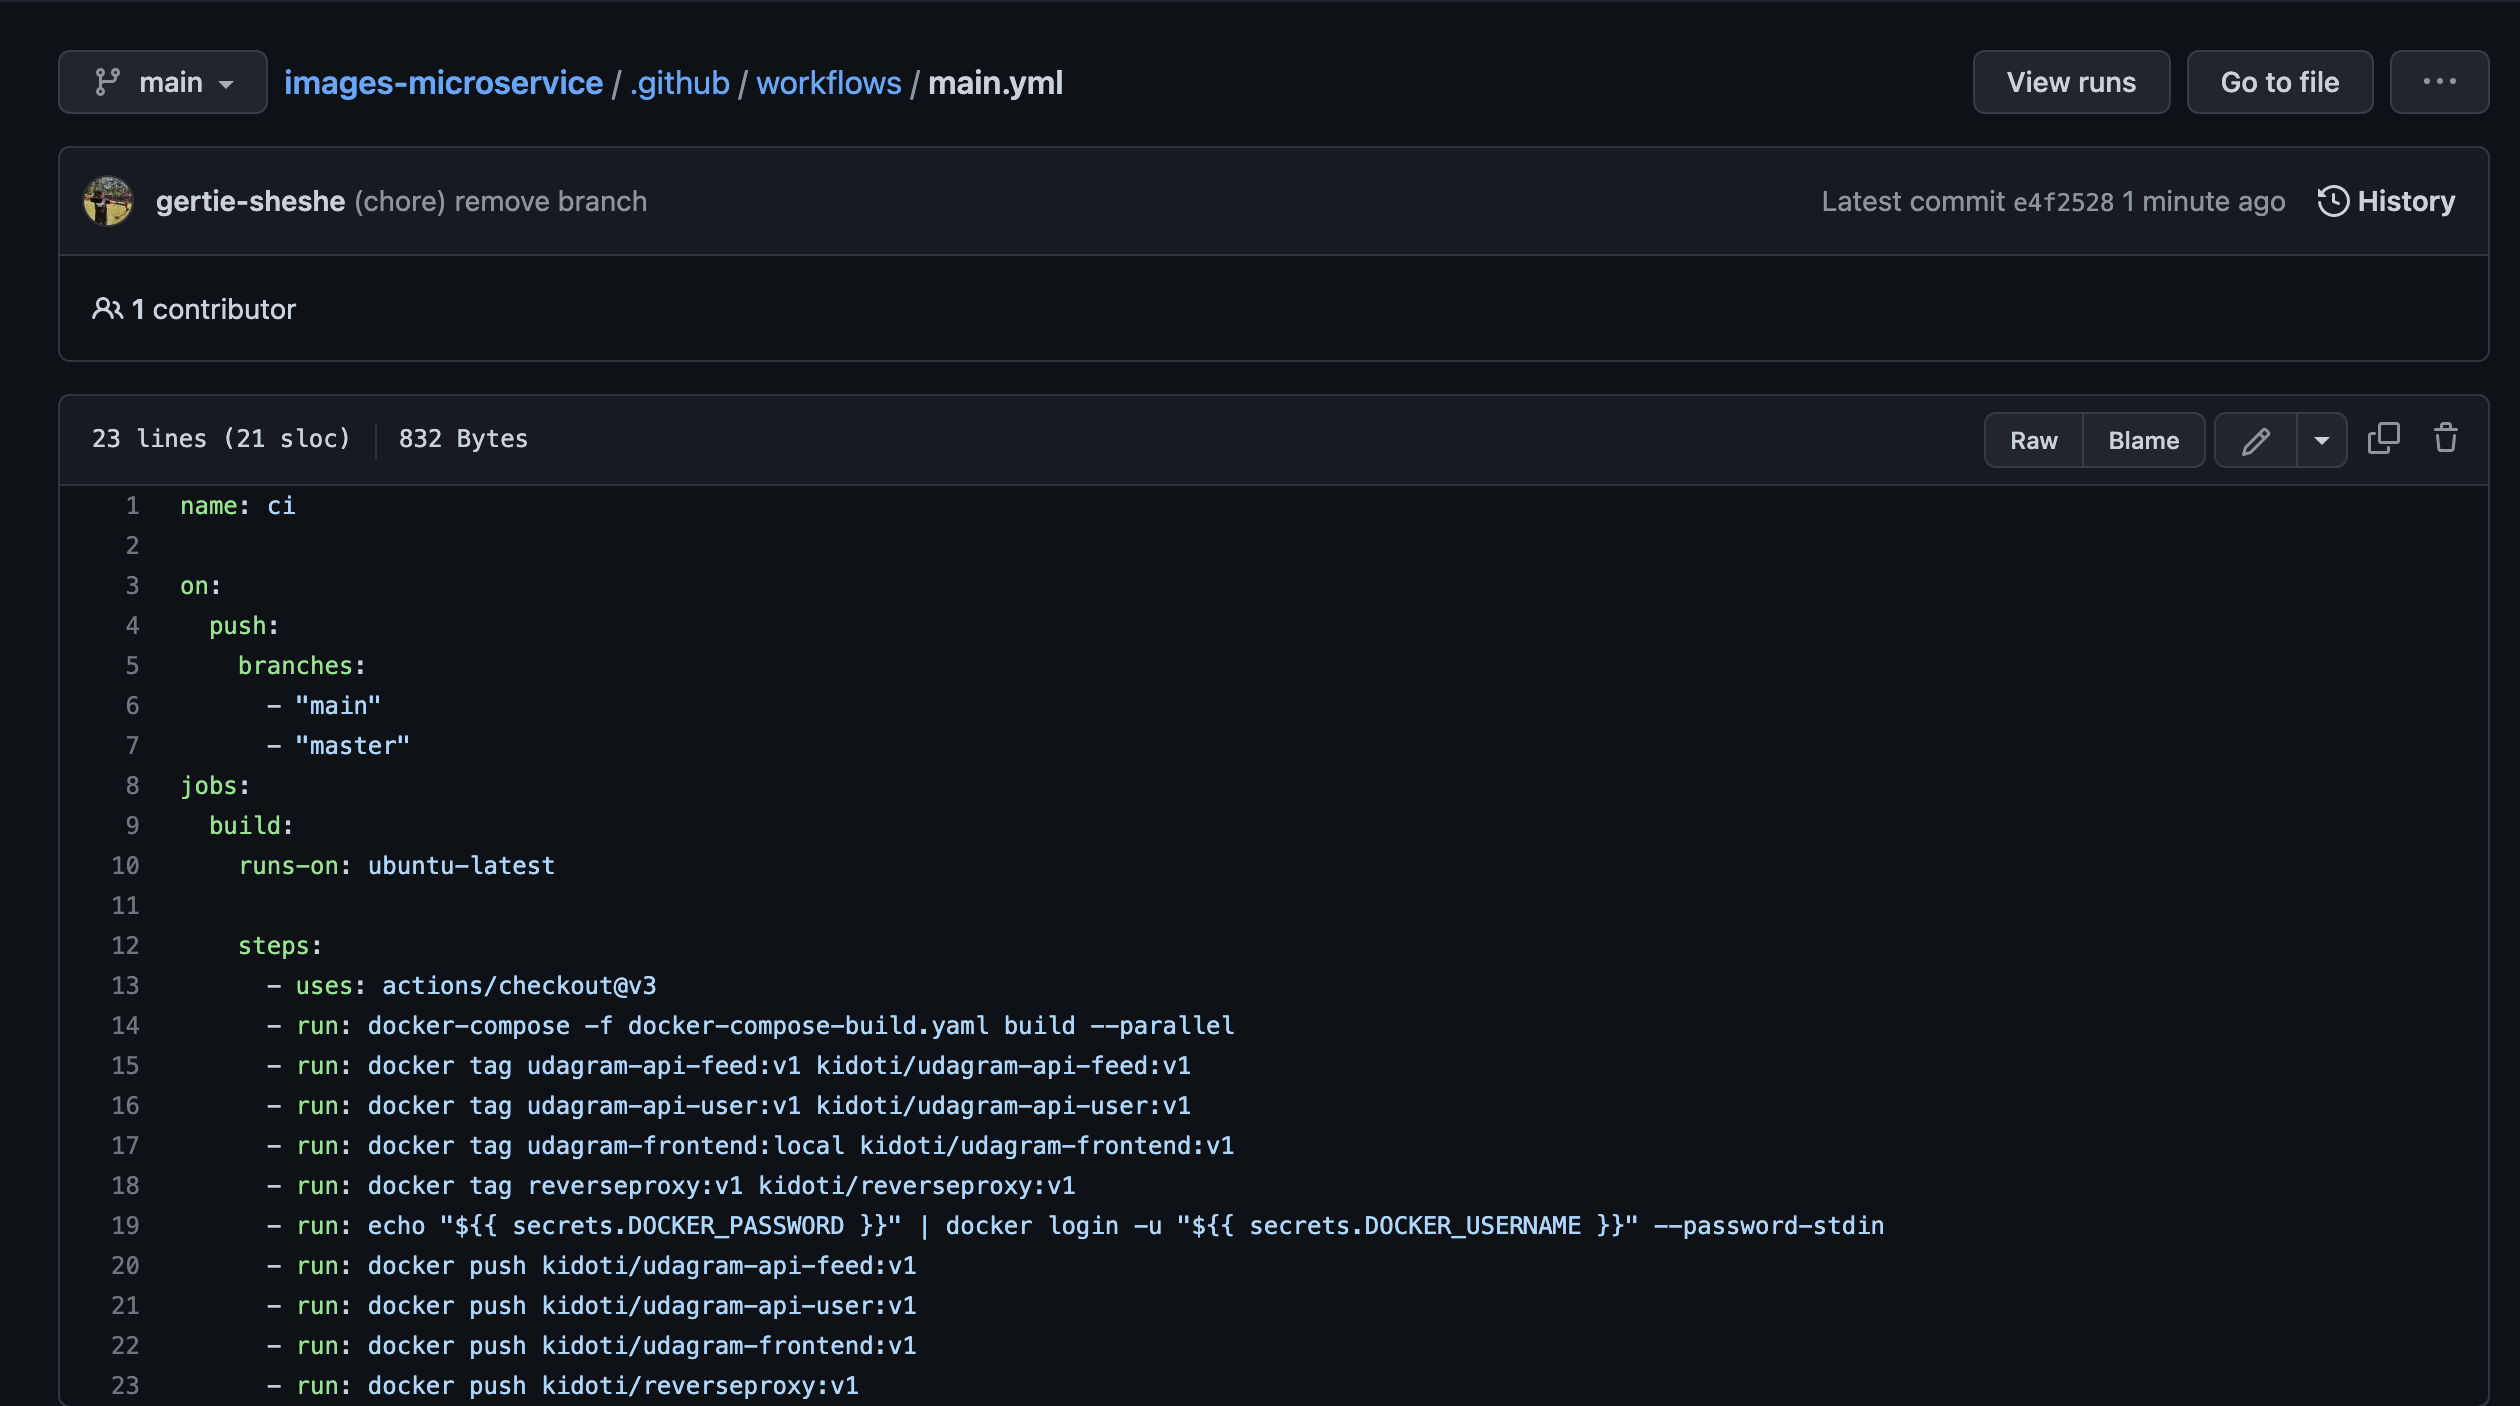 main
images-microservice / .github / workflows / main.yml
View runs
Go to file
gertie-sheshe (chore) remove branch
Latest commit e4f2528 1 minute ago
History
1 contributor
23 lines (21 sloc) 832 Bytes
Raw
Blame
1 name: ci
2
3 on:
4   push:
5     branches:
6       - "main"
7       - "master"
8 jobs:
9   build:
10     runs-on: ubuntu-latest
11
12     steps:
13       - uses: actions/checkout@v3
14       - run: docker-compose -f docker-compose-build.yaml build --parallel
15       - run: docker tag udagram-api-feed:v1 kidoti/udagram-api-feed:v1
16       - run: docker tag udagram-api-user:v1 kidoti/udagram-api-user:v1
17       - run: docker tag udagram-frontend:local kidoti/udagram-frontend:v1
18       - run: docker tag reverseproxy:v1 kidoti/reverseproxy:v1
19       - run: echo "${{ secrets.DOCKER_PASSWORD }}" | docker login -u "${{ secrets.DOCKER_USERNAME }}" --password-stdin
20       - run: docker push kidoti/udagram-api-feed:v1
21       - run: docker push kidoti/udagram-api-user:v1
22       - run: docker push kidoti/udagram-frontend:v1
23       - run: docker push kidoti/reverseproxy:v1